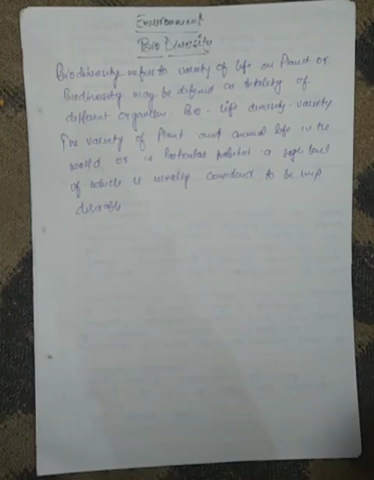 Environment
Bio Diversity
Biodiversity refers to variety of life on Planet or
Biodiversity may be defined as totality of
different organism. Bio - life diversity - variety
The variety of Plant and animal life in the
world or in Particular habitat a high level
of which is usually considered to be imp
desirable